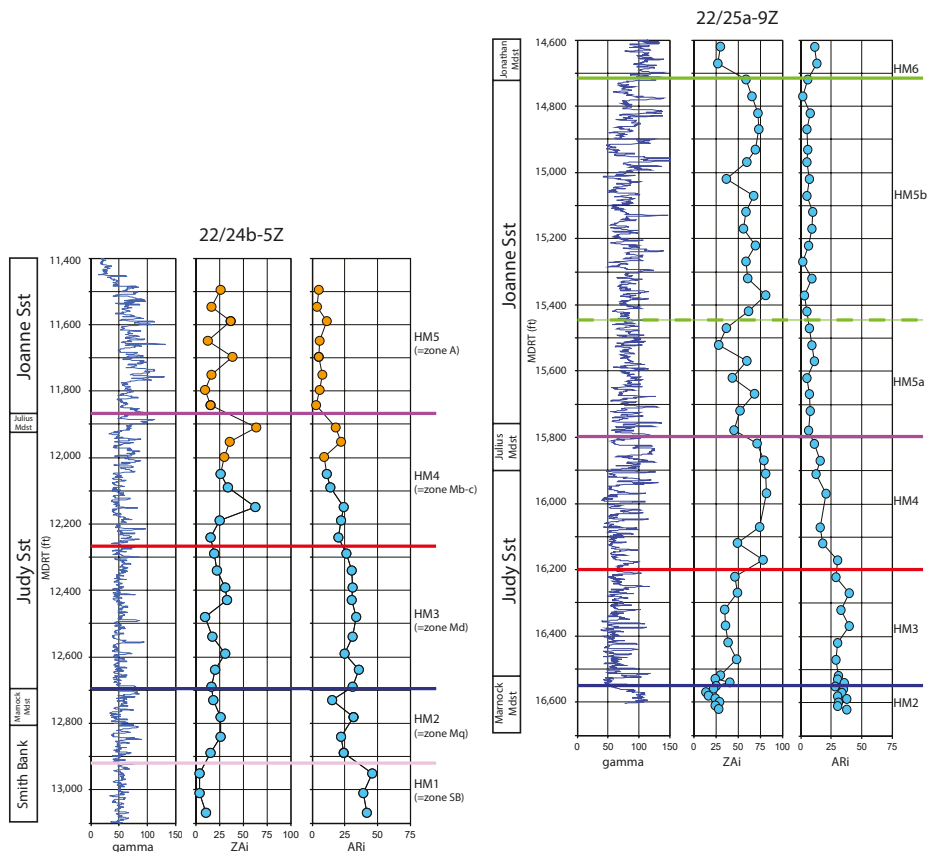 22/24b-5Z
Joanne Sst
Julius
Mdst
Judy Sst
Marnock
Mdst
Smith Bank
MDRT (ft)
11,400
11,600
11,800
12,000
12,200
12,400
12,600
12,800
13,000
HM5
(=zone A)
HM4
(=zone Mb-c)
HM3
(=zone Md)
HM2
(=zone Mq)
HM1
(=zone SB)
0 50 100 150
gamma
0 25 50 75 100
ZAi
0 25 50 75
ARi
22/25a-9Z
Jonathan
Mdst
Joanne Sst
Julius
Mdst
Judy Sst
Marnock
Mdst
MDRT (ft)
14,600
14,800
15,000
15,200
15,400
15,600
15,800
16,000
16,200
16,400
16,600
HM6
HM5b
HM5a
HM4
HM3
HM2
0 50 100 150
gamma
0 25 50 75 100
ZAi
0 25 50 75
ARi